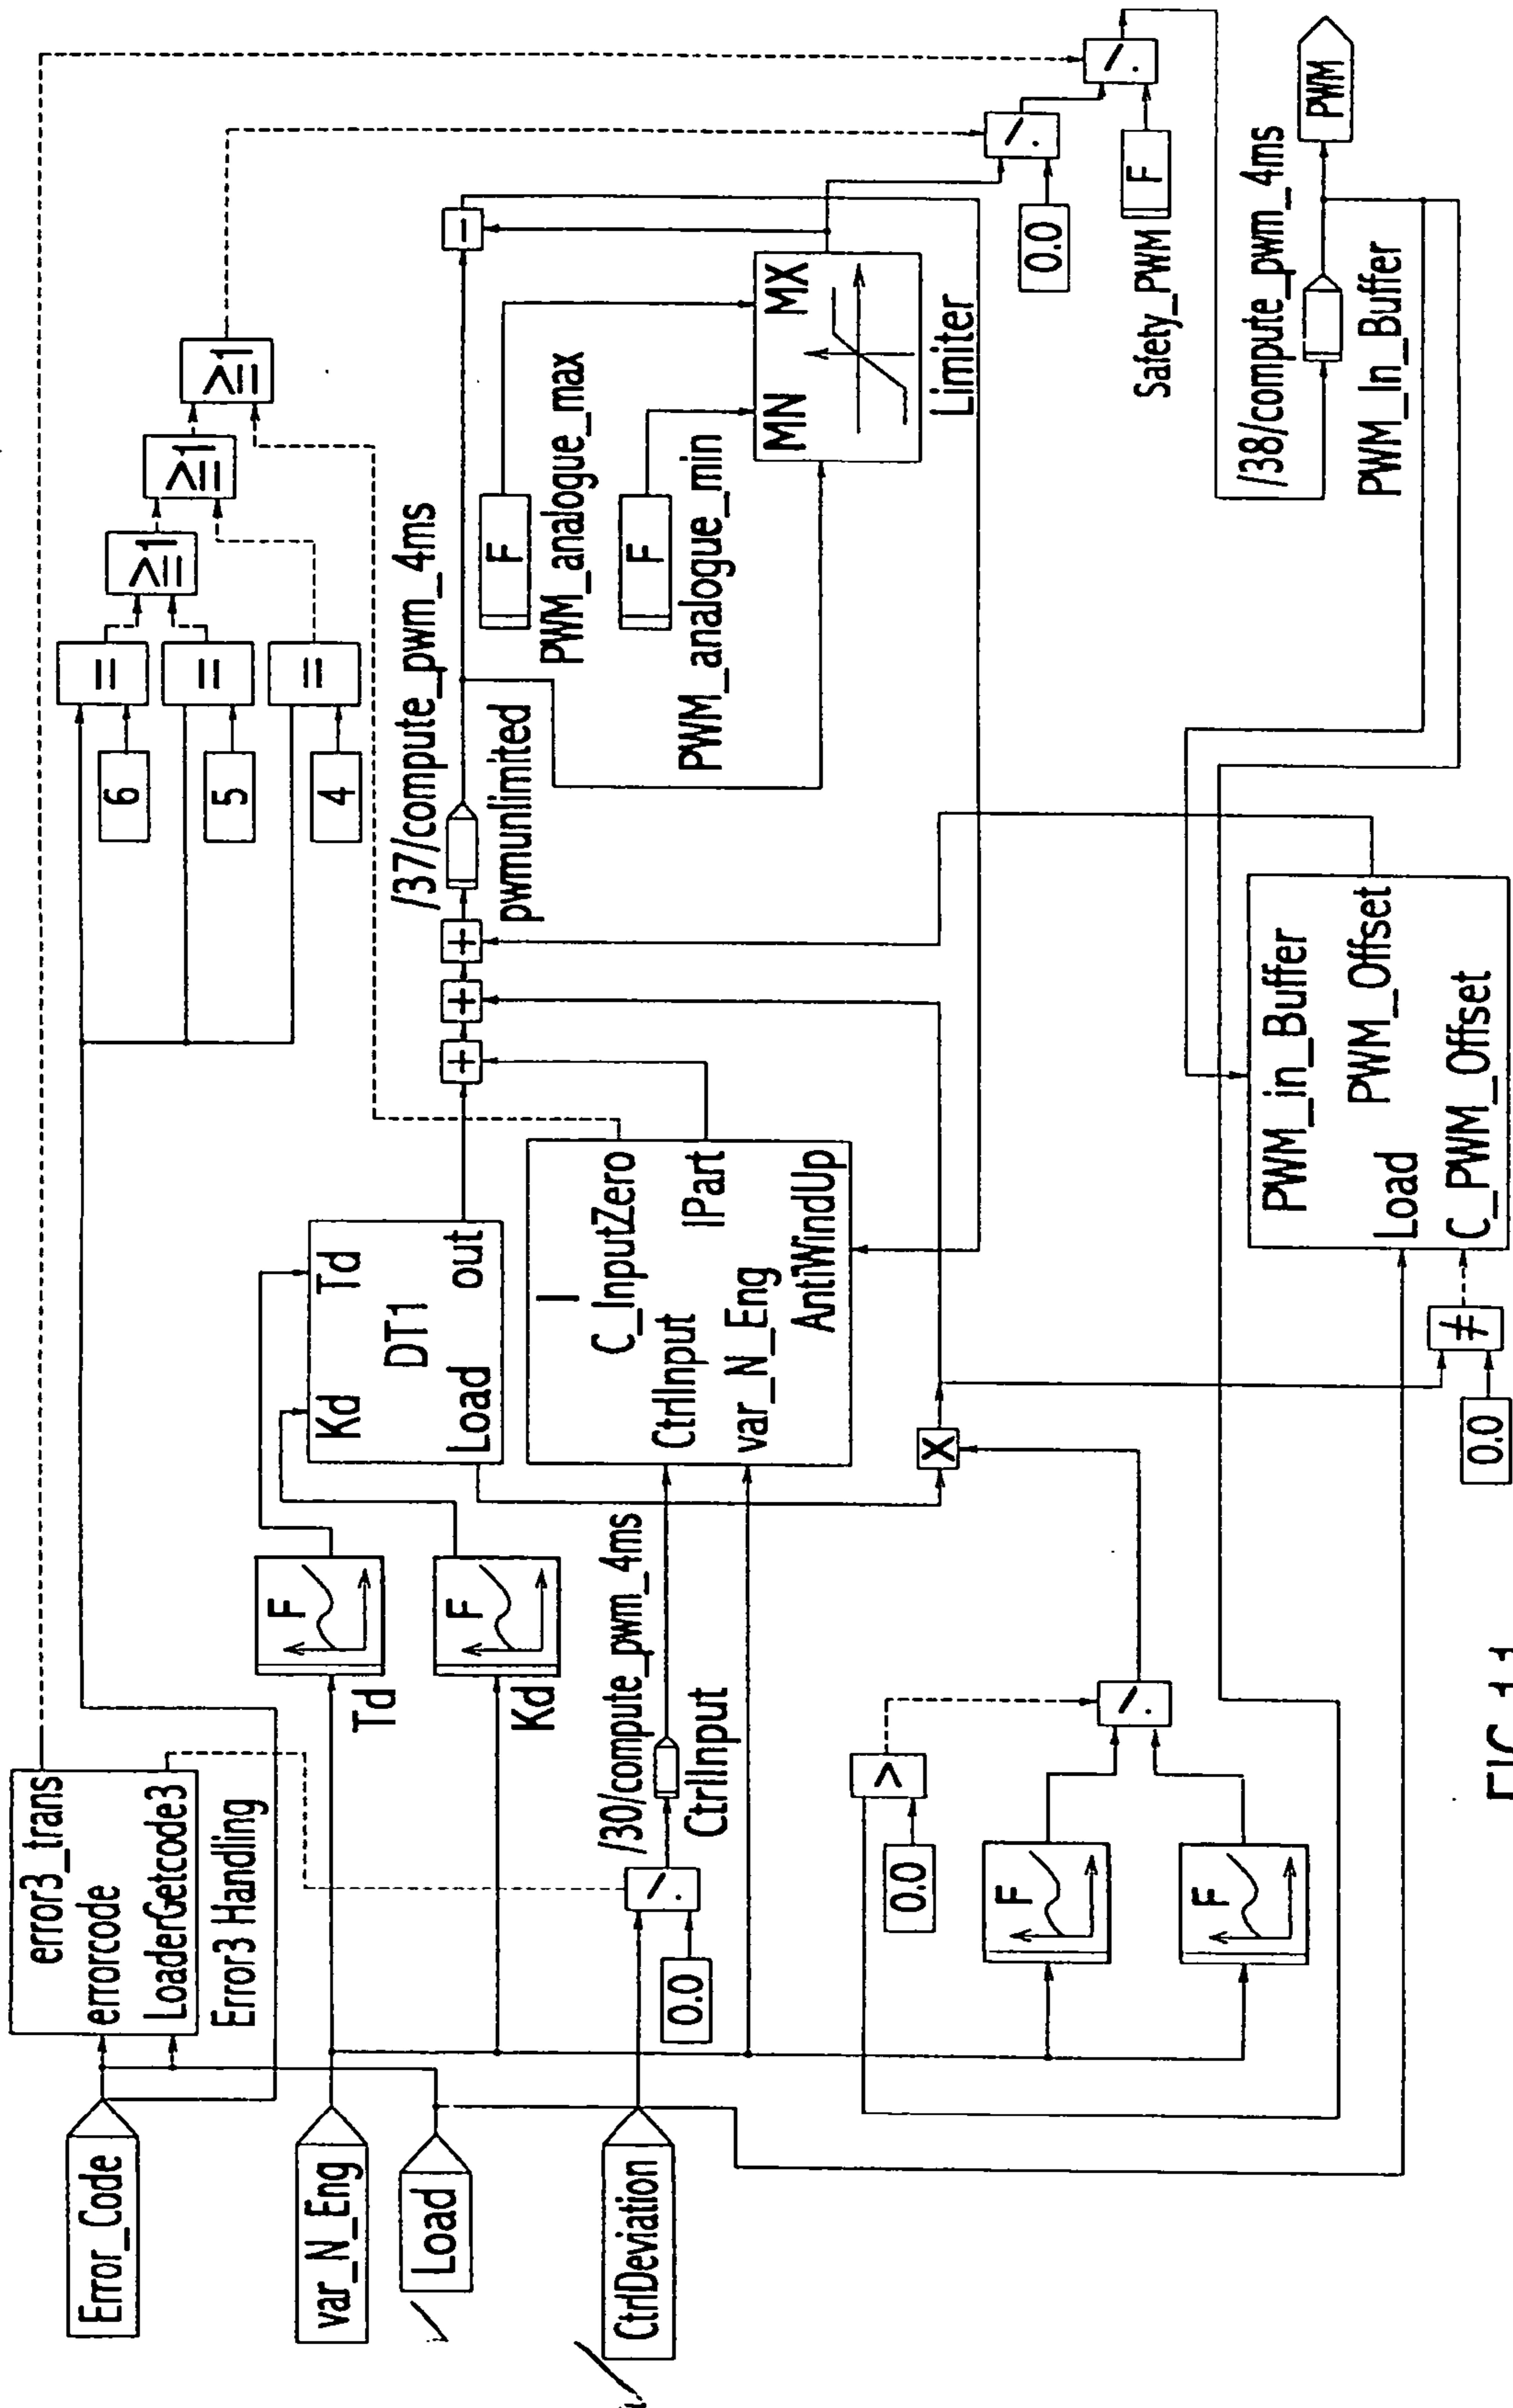 Error_Code
var_N_Eng
Load
CtrlDeviation
error3_trans
errorcode
LoaderGetcode3
Error3 Handling
F
Td
F
Kd
0.0
/.
/30/compute_pwm_4ms
CtrlInput
Kd
Td
DT1
Load
out
I
C_InputZero
CtrlInput
IPart
var_N_Eng
AntiWindUp
6
5
4
=
=
=
>=1
>=1
>=1
+
+
+
/37/compute_pwm_4ms
pwmunlimited
F
PWM_analogue_max
F
PWM_analogue_min
MN
MX
Limiter
-
0.0
/.
/.
F
Safety_PWM
/38/compute_pwm_4ms
PWM_In_Buffer
PWM
0.0
>
F
F
/.
X
0.0
≠
PWM_in_Buffer
Load
PWM_Offset
C_PWM_Offset